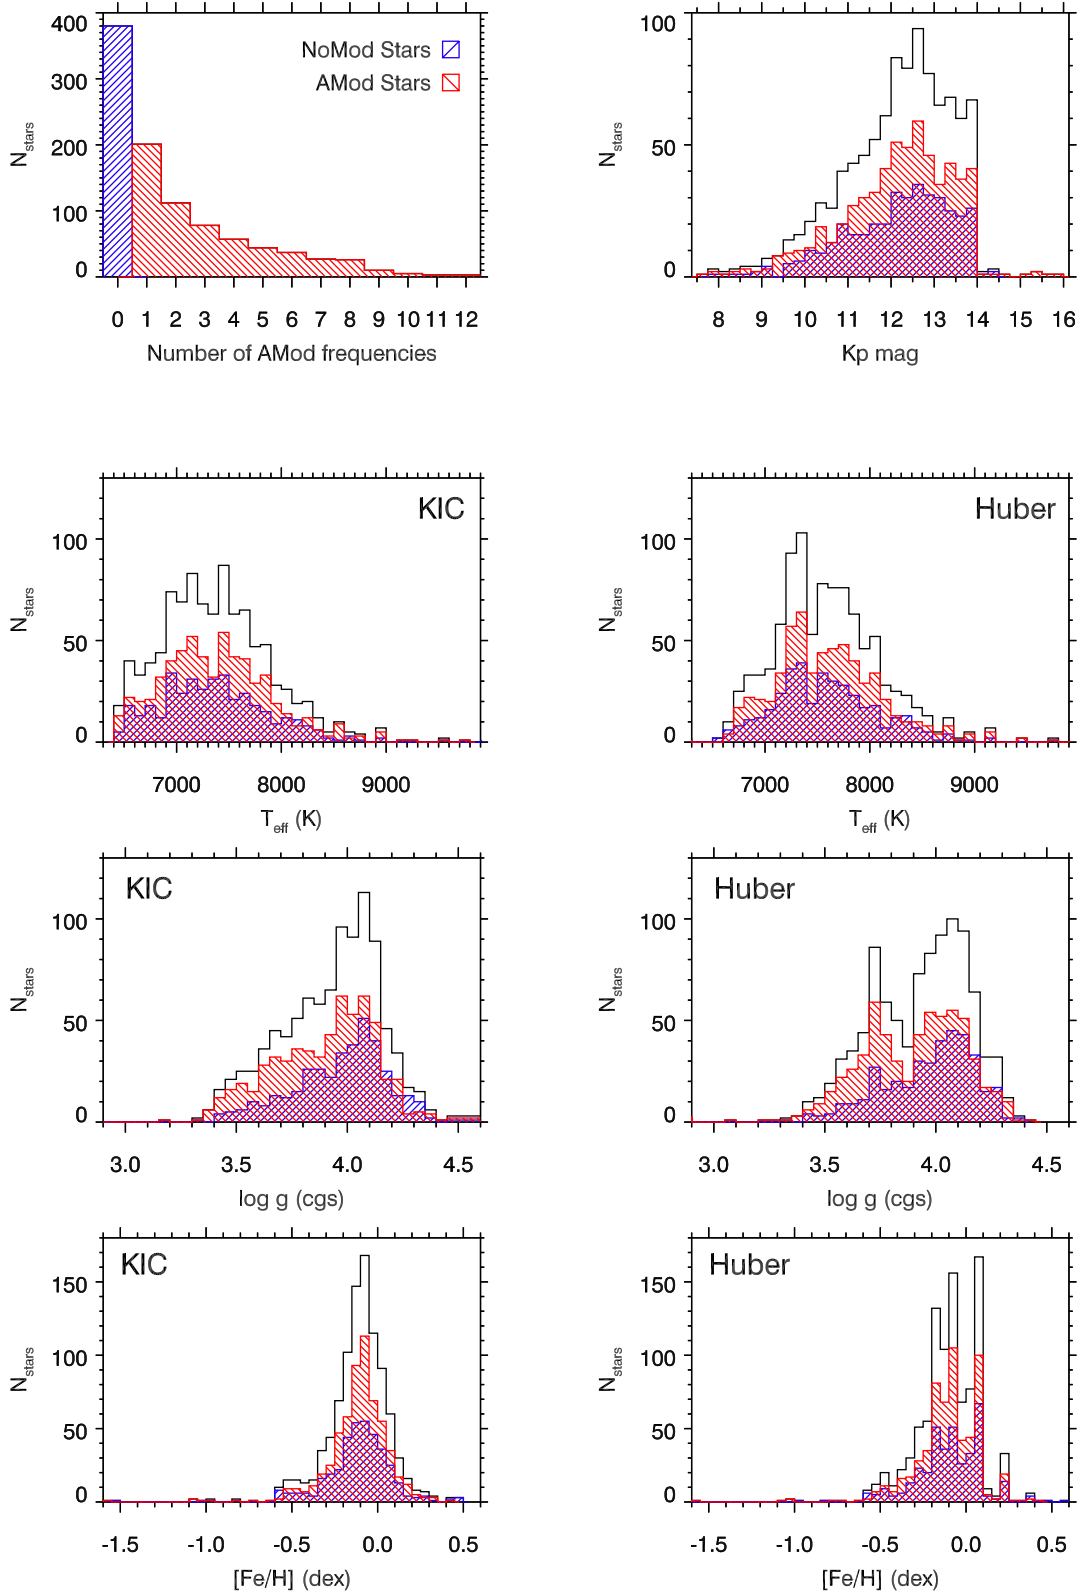 400
300
200
100
0
N_stars
NoMod Stars
AMod Stars
0 1 2 3 4 5 6 7 8 9 10 11 12
Number of AMod frequencies
100
50
0
N_stars
8 9 10 11 12 13 14 15 16
Kp mag
KIC
100
50
0
N_stars
7000 8000 9000
T_eff (K)
Huber
100
50
0
N_stars
7000 8000 9000
T_eff (K)
KIC
100
50
0
N_stars
3.0 3.5 4.0 4.5
log g (cgs)
Huber
100
50
0
N_stars
3.0 3.5 4.0 4.5
log g (cgs)
KIC
150
100
50
0
N_stars
-1.5 -1.0 -0.5 0.0 0.5
[Fe/H] (dex)
Huber
150
100
50
0
N_stars
-1.5 -1.0 -0.5 0.0 0.5
[Fe/H] (dex)